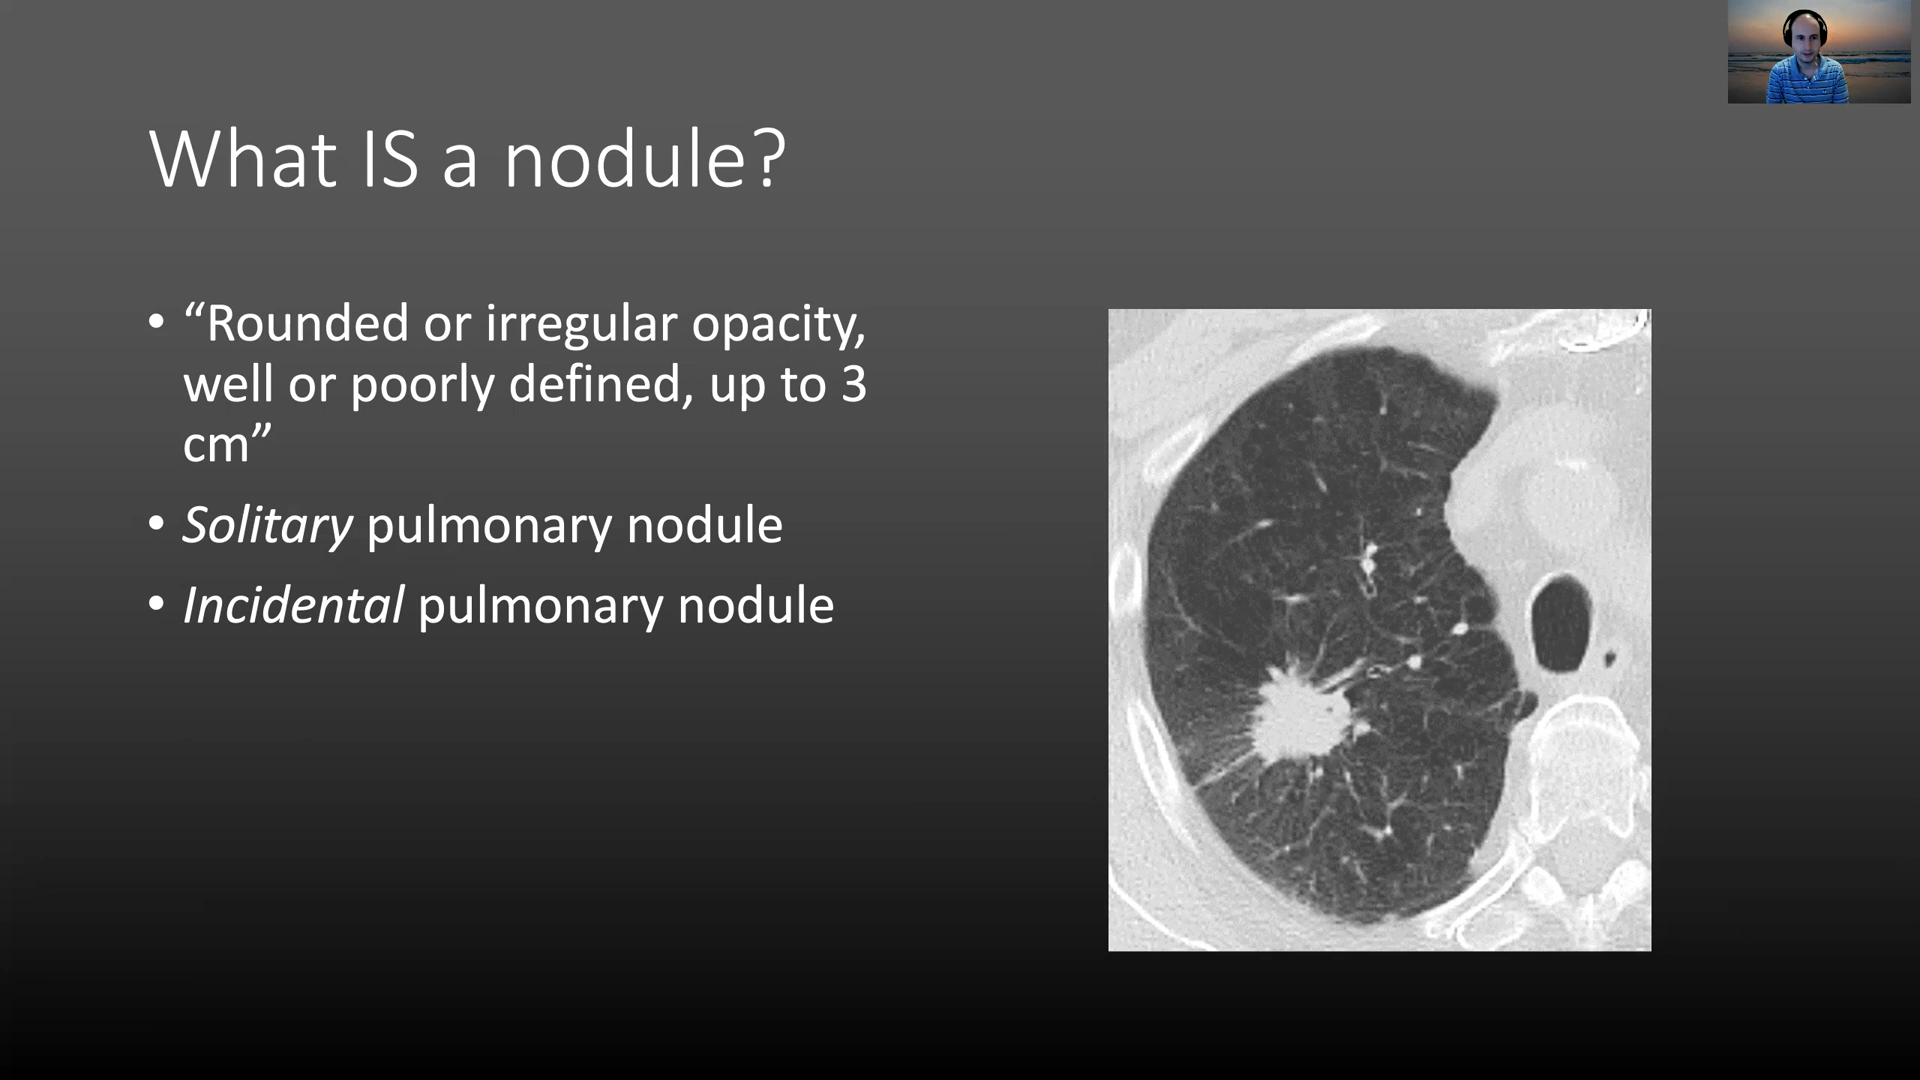 What IS a nodule?
• “Rounded or irregular opacity,
well or poorly defined, up to 3
cm”
• Solitary pulmonary nodule
• Incidental pulmonary nodule